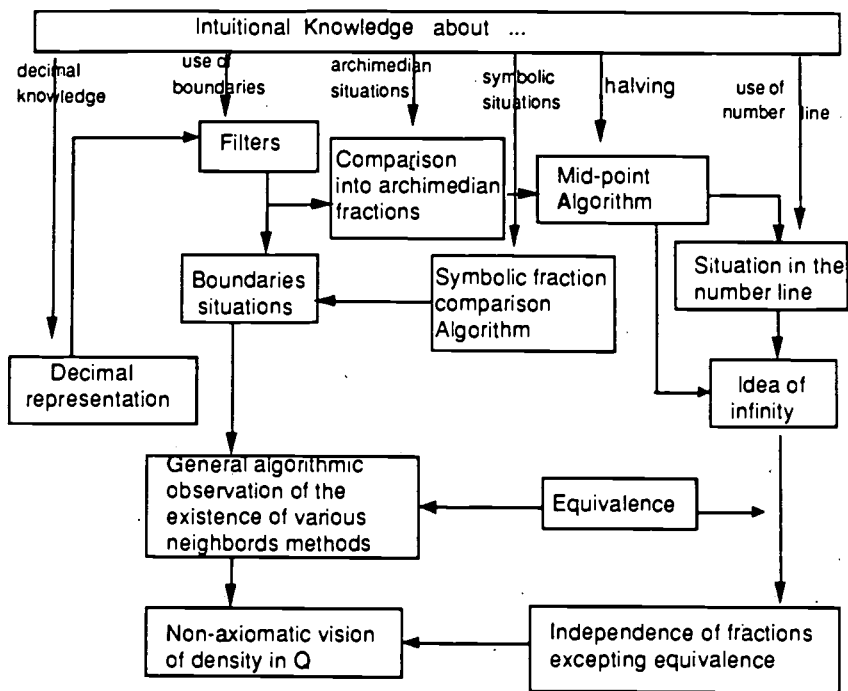 Intuitional Knowledge about ...
decimal
knowledge
use of
boundaries
archimedian
situations
symbolic
situations
halving
use of
number line
Filters
Comparison
into archimedian
fractions
Mid-point
Algorithm
Boundaries
situations
Symbolic fraction
comparison
Algorithm
Situation in the
number line
Decimal
representation
Idea of
infinity
General algorithmic
observation of the
existence of various
neighbords methods
Equivalence
Non-axiomatic vision
of density in Q
Independence of fractions
excepting equivalence